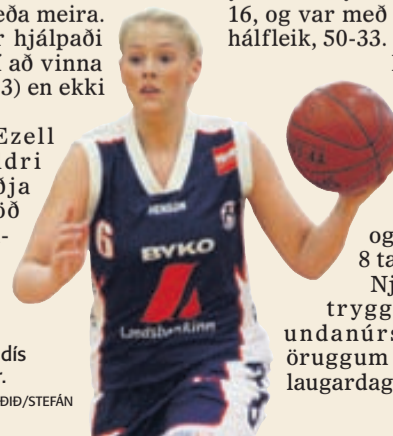 eða meira.
r hjálpaði
í að vinna
3) en ekki
Ezell
dri
ðja
öð
-
dís
r.
ÐIÐ/STEFÁN
16, og var með
hálfleik, 50-33.
og
8 ta
Nj
trygg
undanúrs
öruggum
laugardag
HENSON
6
BYKO
Landsbankinn